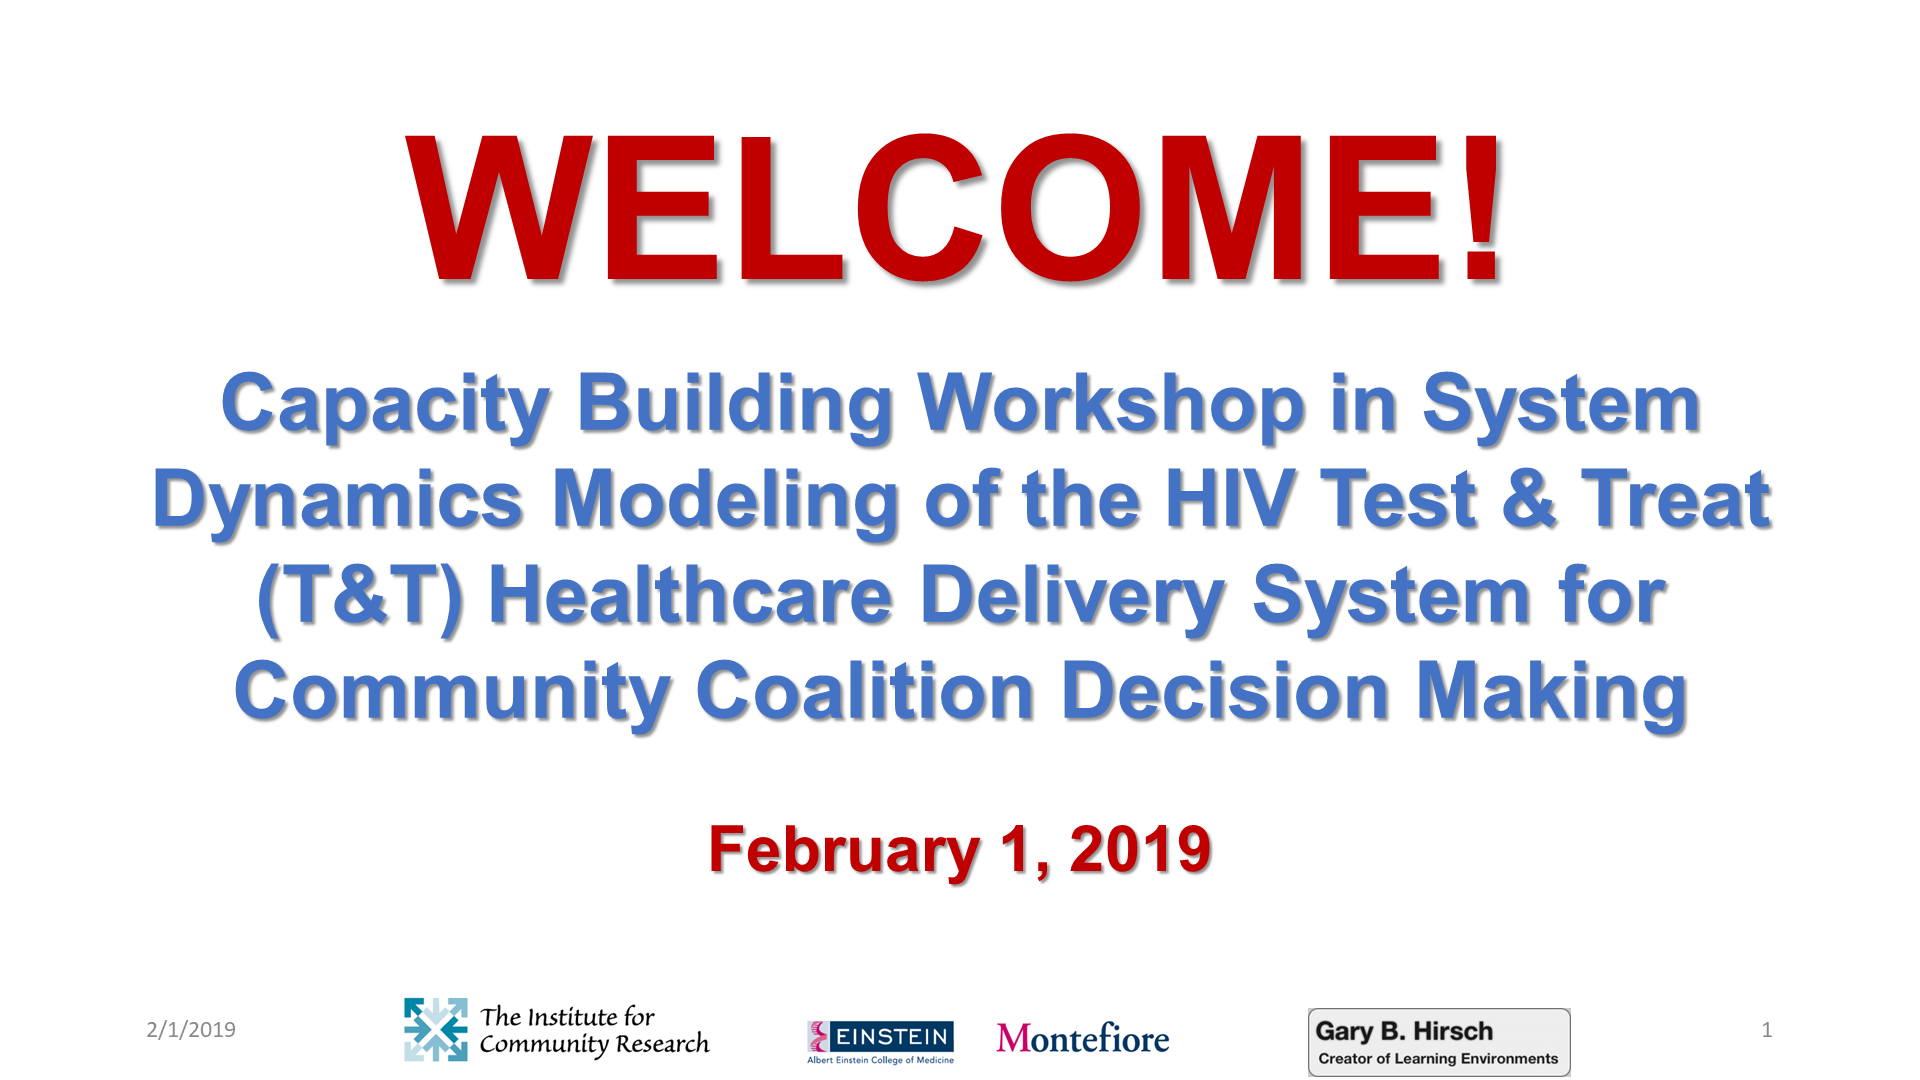 WELCOME!
Capacity Building Workshop in System
Dynamics Modeling of the HIV Test & Treat
(T&T) Healthcare Delivery System for
Community Coalition Decision Making
February 1, 2019
2/1/2019
The Institute for
Community Research
EINSTEIN
Albert Einstein College of Medicine
Montefiore
Gary B. Hirsch
Creator of Learning Environments
1